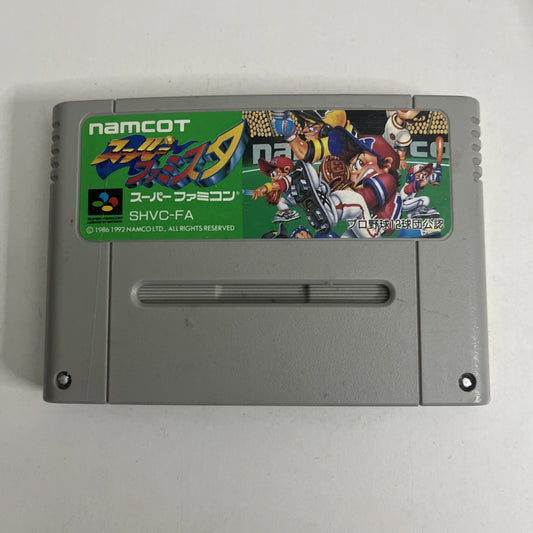 namcot
スーパー
ファミスタ
スーパーファミコン
SHVC-FA
© 1986 1992 NAMCO LTD., ALL RIGHTS RESERVED
na
cot
プロ野球12球団公認